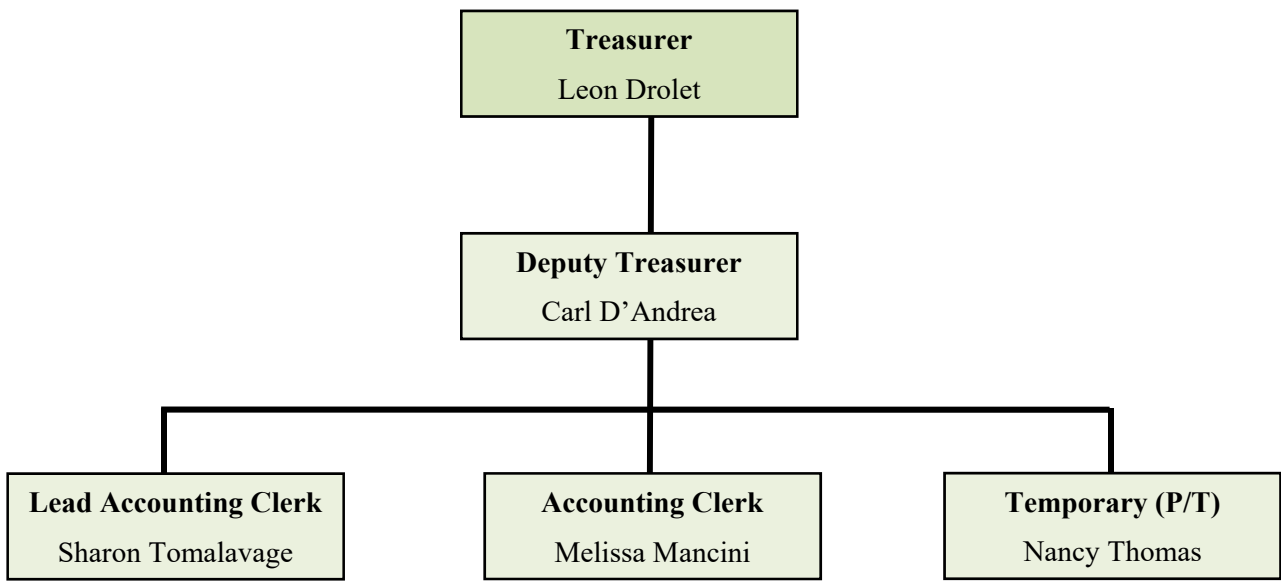 Treasurer
Leon Drolet
Deputy Treasurer
Carl D’Andrea
Lead Accounting Clerk
Sharon Tomalavage
Accounting Clerk
Melissa Mancini
Temporary (P/T)
Nancy Thomas